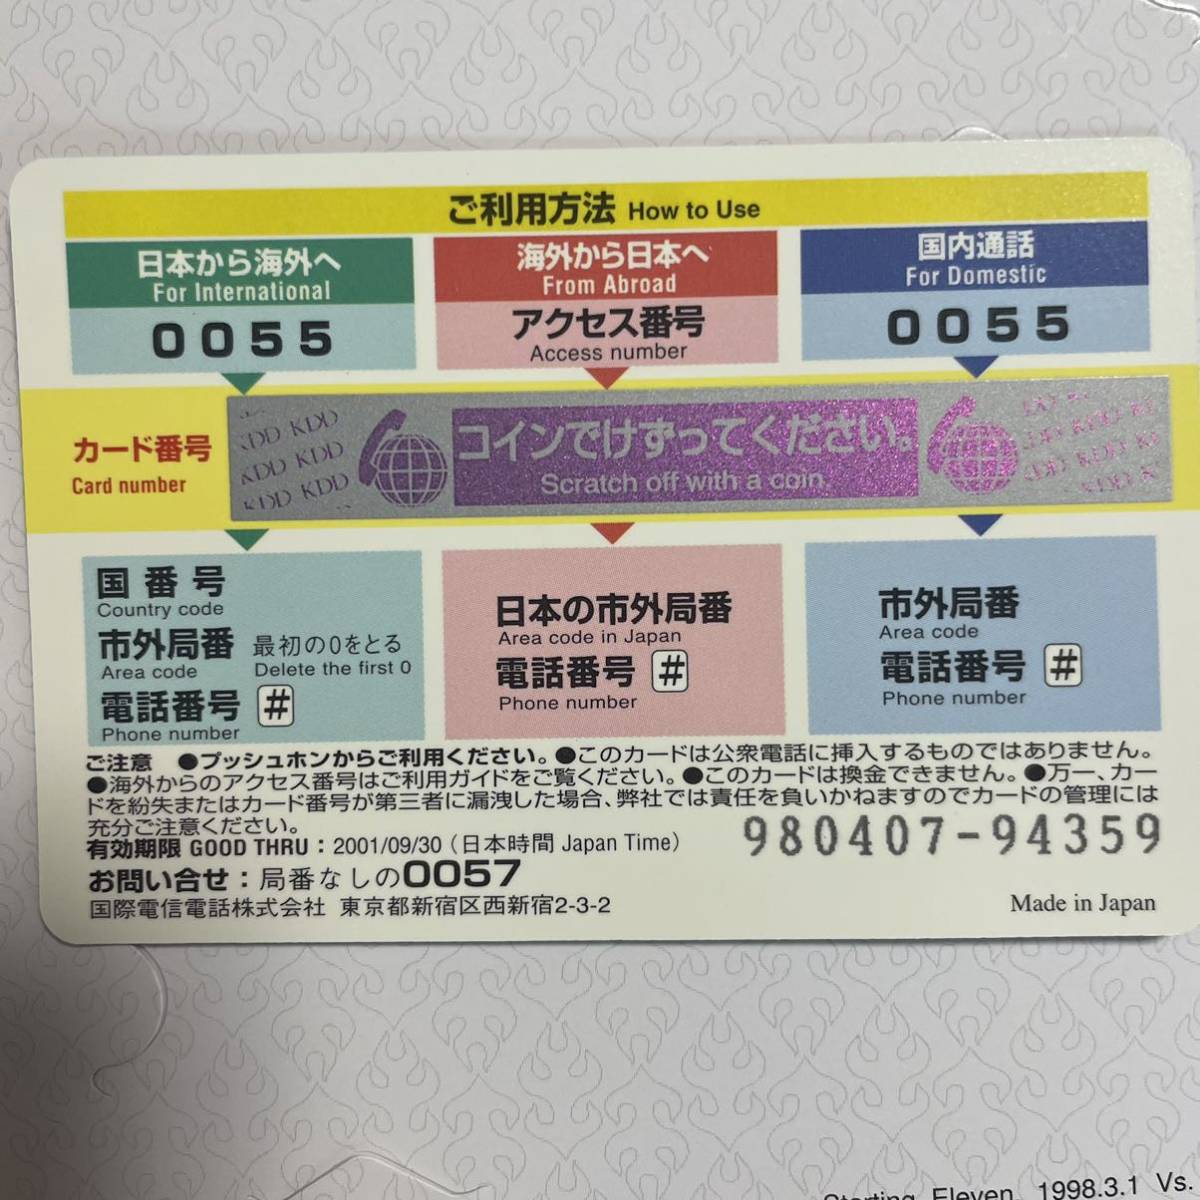 ご利用方法 How to Use
日本から海外へ
For International
0055
海外から日本へ
From Abroad
アクセス番号
Access number
国内通話
For Domestic
0055
カード番号
Card number
KDD KDD
KDD KDD
KDD KDD
コインでけずってください。
Scratch off with a coin.
国番号
Country code
市外局番 最初の0をとる
Area code Delete the first 0
電話番号 #
Phone number
日本の市外局番
Area code in Japan
電話番号 #
Phone number
市外局番
Area code
電話番号 #
Phone number
ご注意 ●プッシュホンからご利用ください。●このカードは公衆電話に挿入するものではありません。
●海外からのアクセス番号はご利用ガイドをご覧ください。●このカードは換金できません。●万一、カー
ドを紛失またはカード番号が第三者に漏洩した場合、弊社では責任を負いかねますのでカードの管理には
充分ご注意ください。
有効期限 GOOD THRU：2001/09/30（日本時間 Japan Time）
980407-94359
お問い合せ：局番なしの0057
国際電信電話株式会社 東京都新宿区西新宿2-3-2
Made in Japan
Starting Eleven 1998.3.1 Vs.